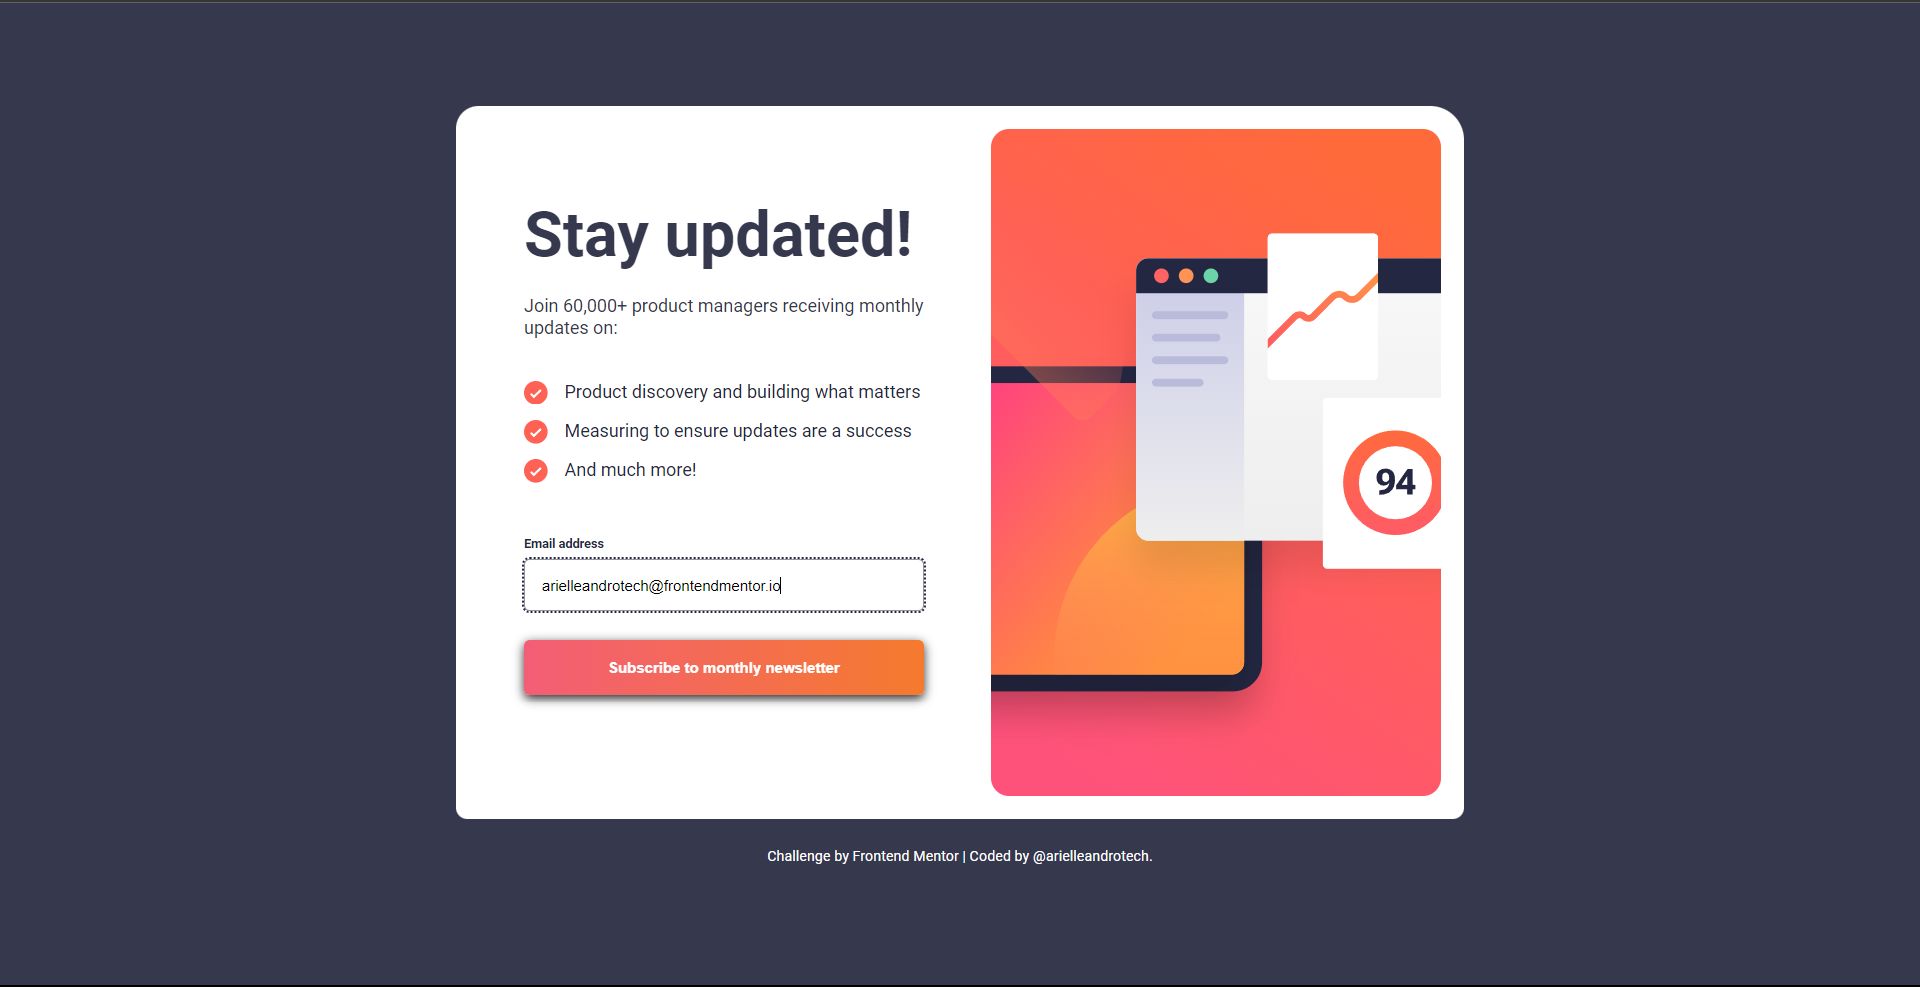 Stay updated!
Join 60,000+ product managers receiving monthly
updates on:
Product discovery and building what matters
Measuring to ensure updates are a success
And much more!
Email address
arielleandrotech@frontendmentor.io
Subscribe to monthly newsletter
94
Challenge by Frontend Mentor | Coded by @arielleandrotech.